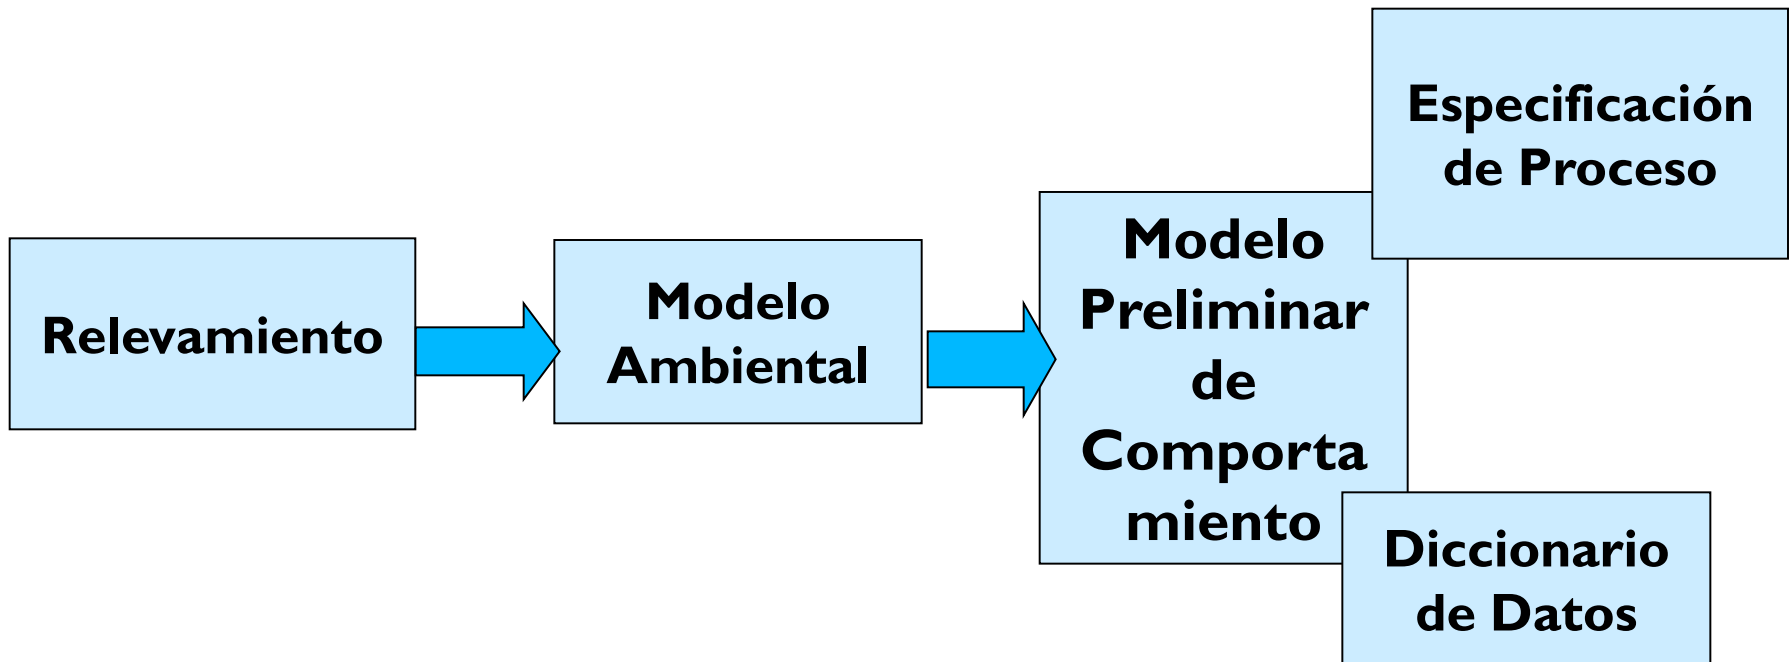 Relevamiento
Modelo
Ambiental
Modelo
Preliminar
de
Comporta
miento
Especificación
de Proceso
Diccionario
de Datos